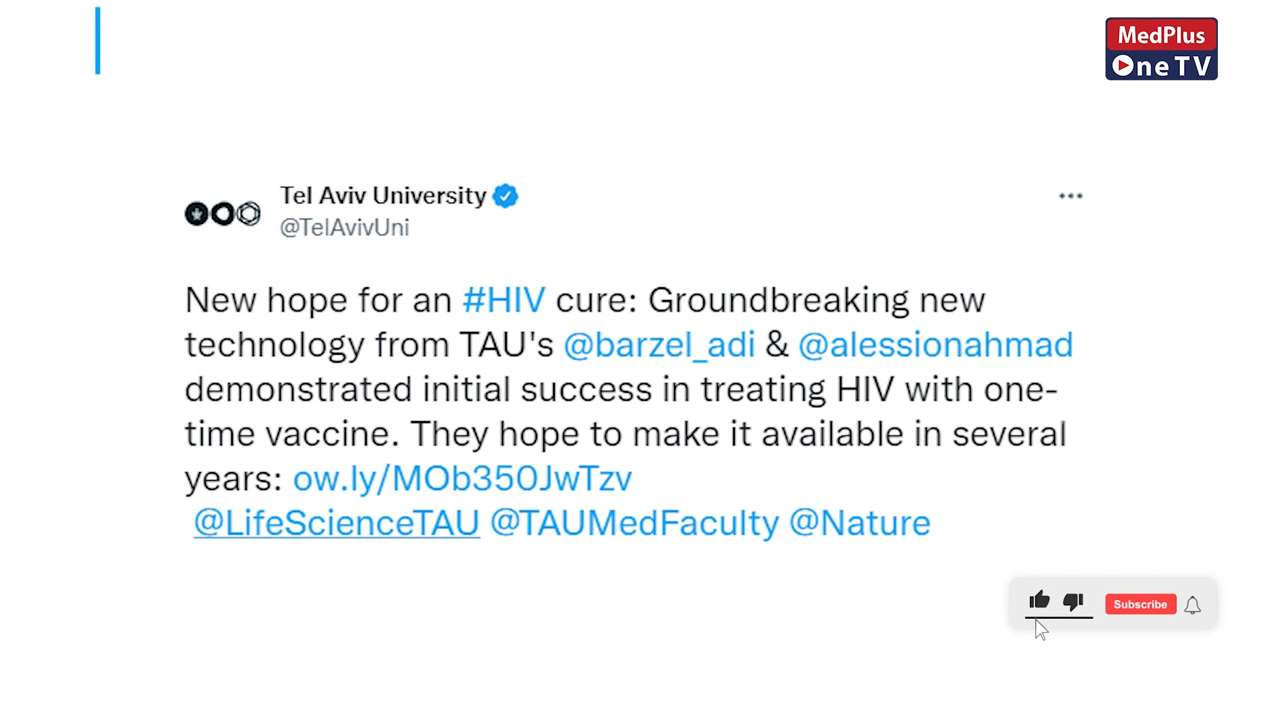 MedPlus
OneTV
Tel Aviv University
@TelAvivUni
New hope for an #HIV cure: Groundbreaking new
technology from TAU's @barzel_adi & @alessionahmad
demonstrated initial success in treating HIV with one-
time vaccine. They hope to make it available in several
years: ow.ly/MOb350JwTzv
@LifeScienceTAU @TAUMedFaculty @Nature
Subscribe